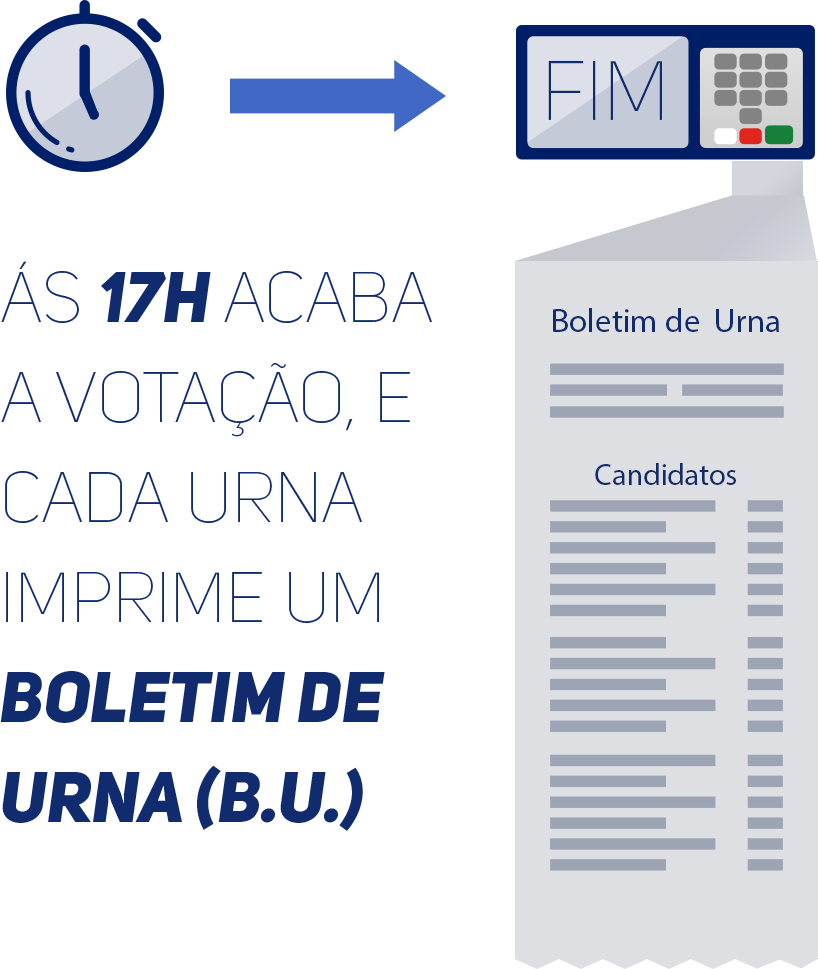 FIM
ÁS 17H ACABA
A VOTAÇÃO, E
CADA URNA
IMPRIME UM
BOLETIM DE
URNA (B.U.)
Boletim de Urna
Candidatos